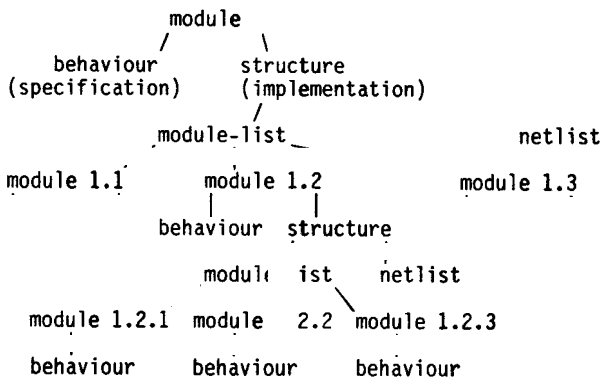 module
behaviour structure
(specification) (implementation)
module-list netlist
module 1.1 module 1.2 module 1.3
behaviour structure
modul ist netlist
module 1.2.1 module 2.2 module 1.2.3
behaviour behaviour behaviour